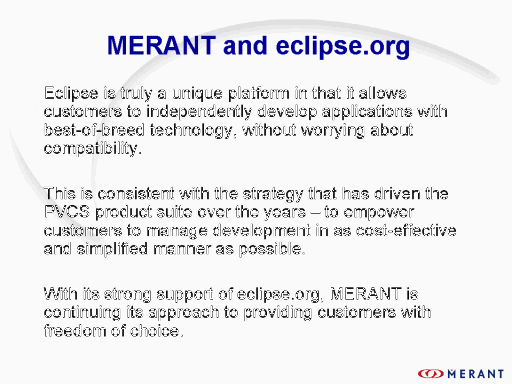 MERANT and eclipse.org
Eclipse is truly a unique platform in that it allows
customers to independently develop applications with
best-of-breed technology, without worrying about
compatibility.
This is consistent with the strategy that has driven the
PVCS product suite over the years – to empower
customers to manage development in as cost-effective
and simplified manner as possible.
With its strong support of eclipse.org, MERANT is
continuing its approach to providing customers with
freedom of choice.
MERANT